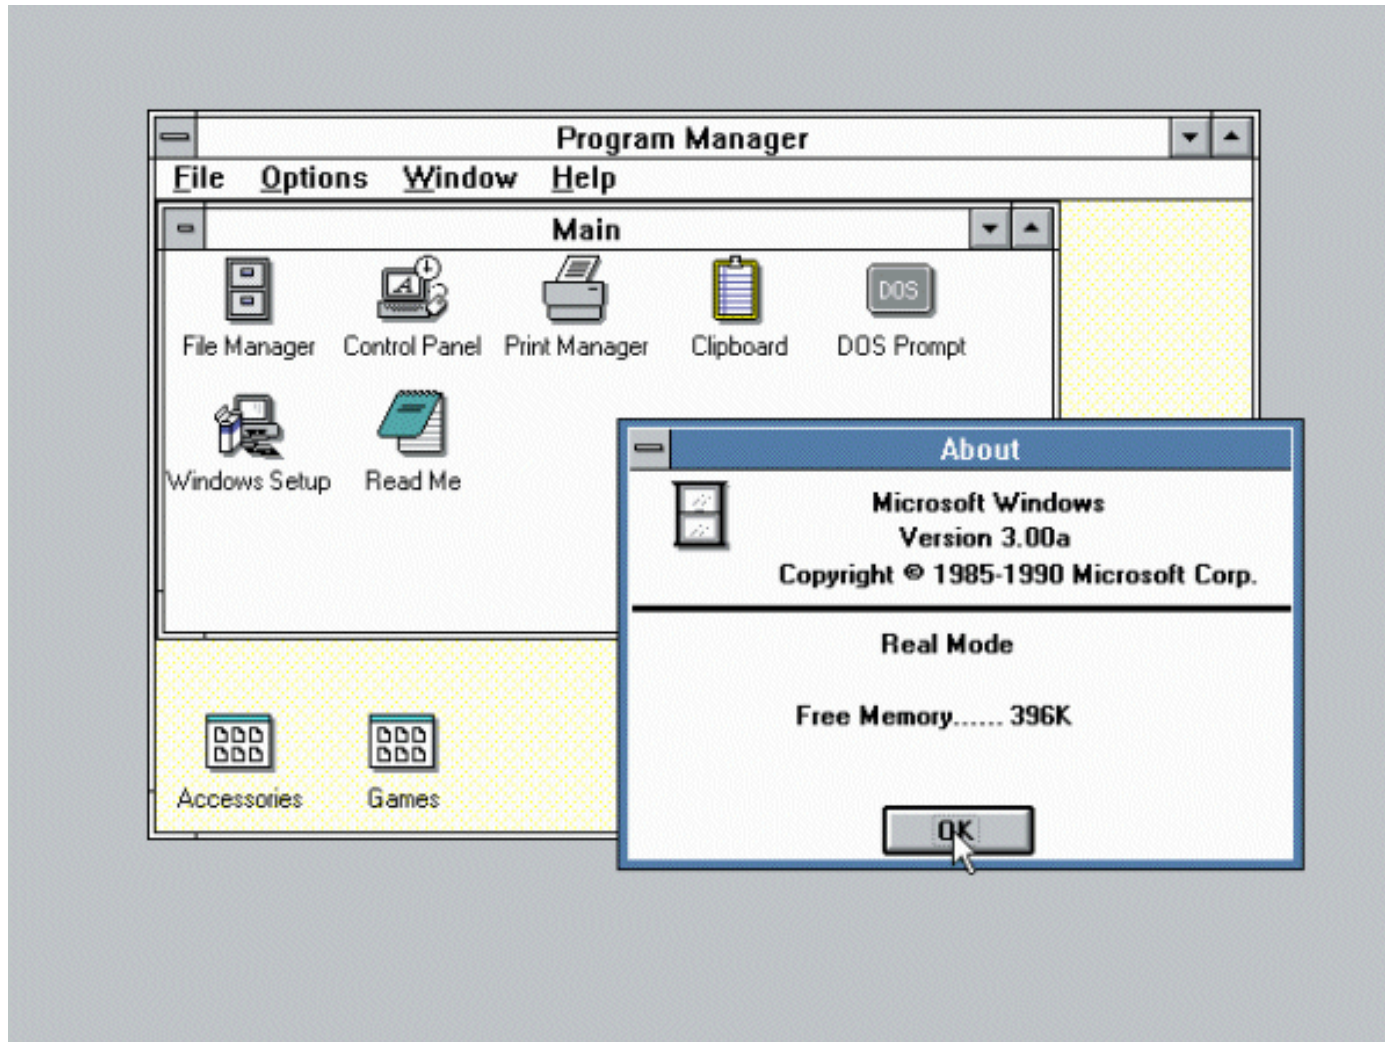 Program Manager
File Options Window Help
Main
File Manager Control Panel Print Manager Clipboard DOS DOS Prompt
Windows Setup Read Me
Accessories Games
About
Microsoft Windows
Version 3.00a
Copyright © 1985-1990 Microsoft Corp.
Real Mode
Free Memory...... 396K
OK